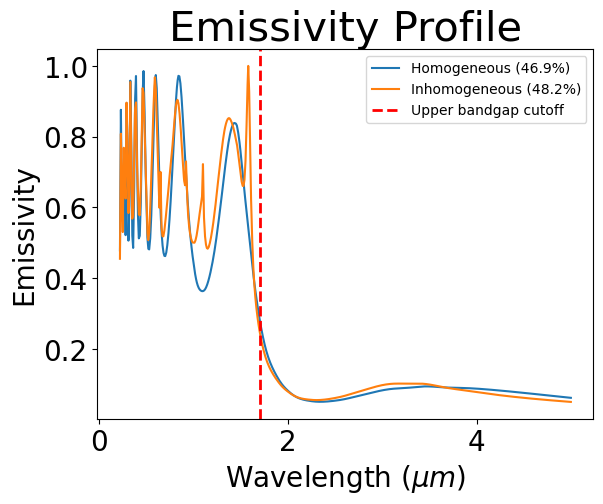 Emissivity Profile
Homogeneous (46.9%)
Inhomogeneous (48.2%)
Upper bandgap cutoff
1.0
0.8
0.6
0.4
0.2
Emissivity
0 2 4
Wavelength (μm)